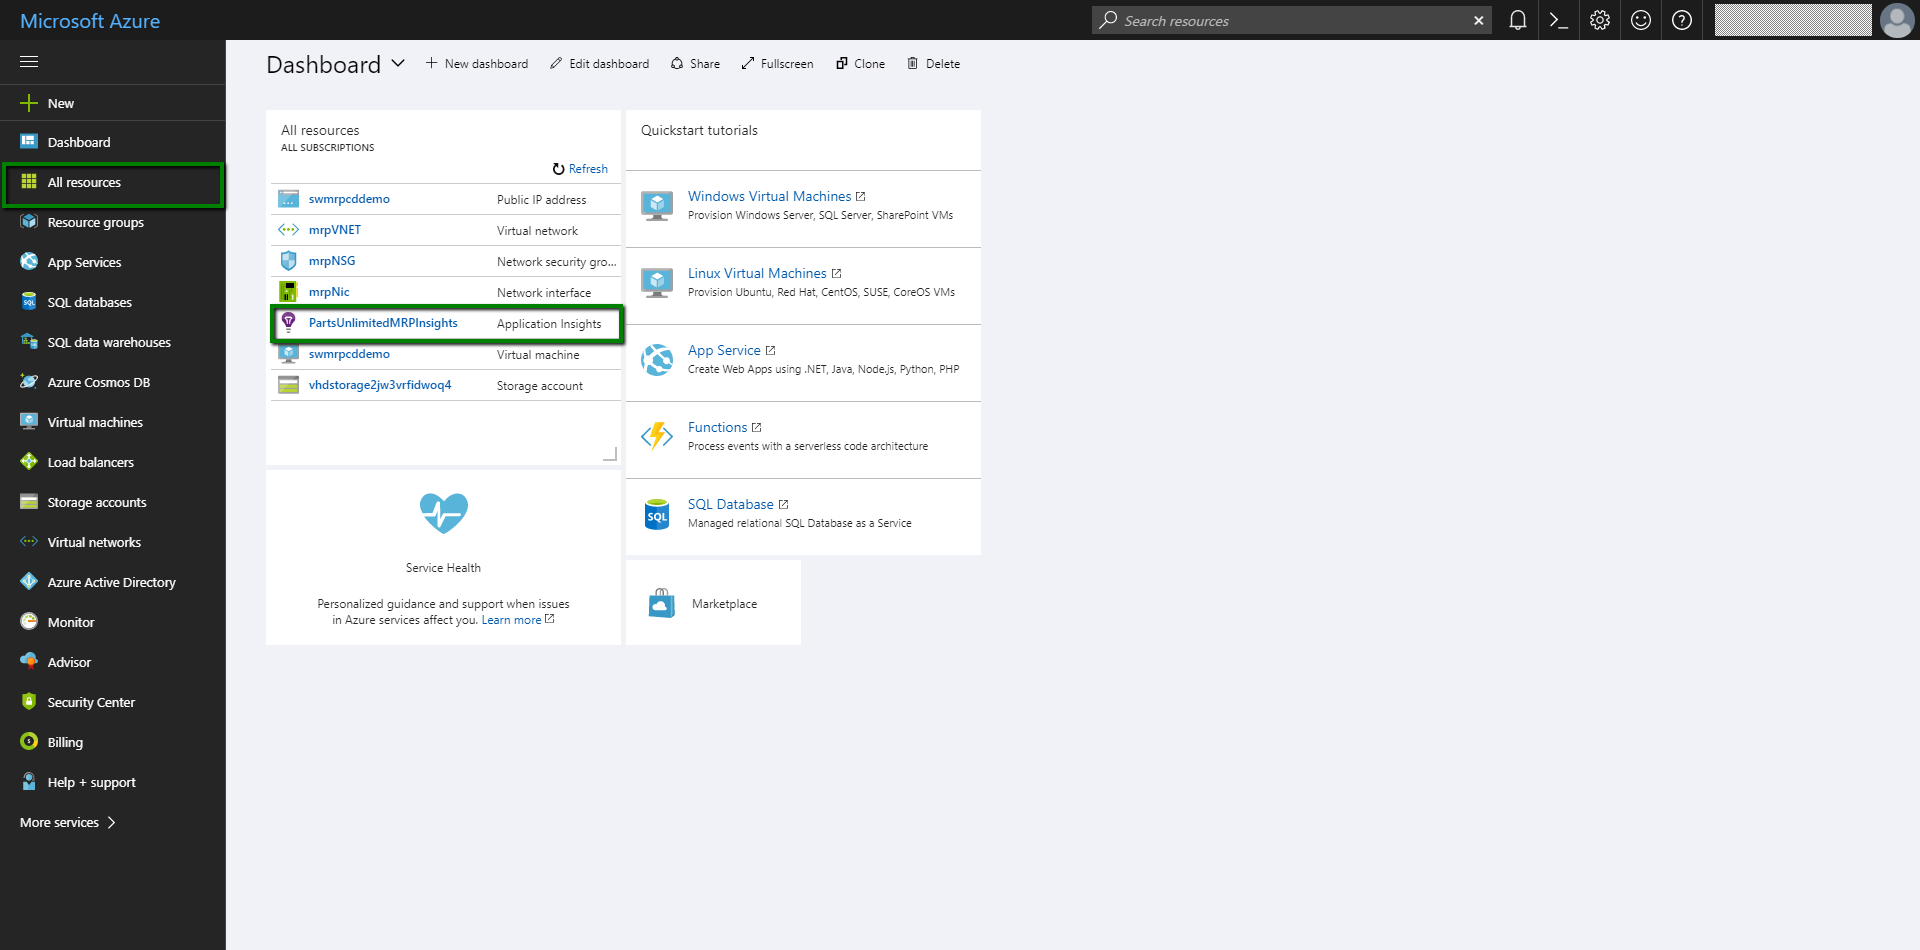 Microsoft Azure
Search resources
New
Dashboard
All resources
Resource groups
App Services
SQL databases
SQL data warehouses
Azure Cosmos DB
Virtual machines
Load balancers
Storage accounts
Virtual networks
Azure Active Directory
Monitor
Advisor
Security Center
Billing
Help + support
More services
Dashboard
New dashboard
Edit dashboard
Share
Fullscreen
Clone
Delete
All resources
ALL SUBSCRIPTIONS
Refresh
swmrpcddemo Public IP address
mrpVNET Virtual network
mrpNSG Network security gro...
mrpNic Network interface
PartsUnlimitedMRPInsights Application Insights
swmrpcddemo Virtual machine
vhdstorage2jw3vrfidwoq4 Storage account
Service Health
Personalized guidance and support when issues
in Azure services affect you. Learn more
Quickstart tutorials
Windows Virtual Machines
Provision Windows Server, SQL Server, SharePoint VMs
Linux Virtual Machines
Provision Ubuntu, Red Hat, CentOS, SUSE, CoreOS VMs
App Service
Create Web Apps using .NET, Java, Node.js, Python, PHP
Functions
Process events with a serverless code architecture
SQL
SQL Database
Managed relational SQL Database as a Service
Marketplace